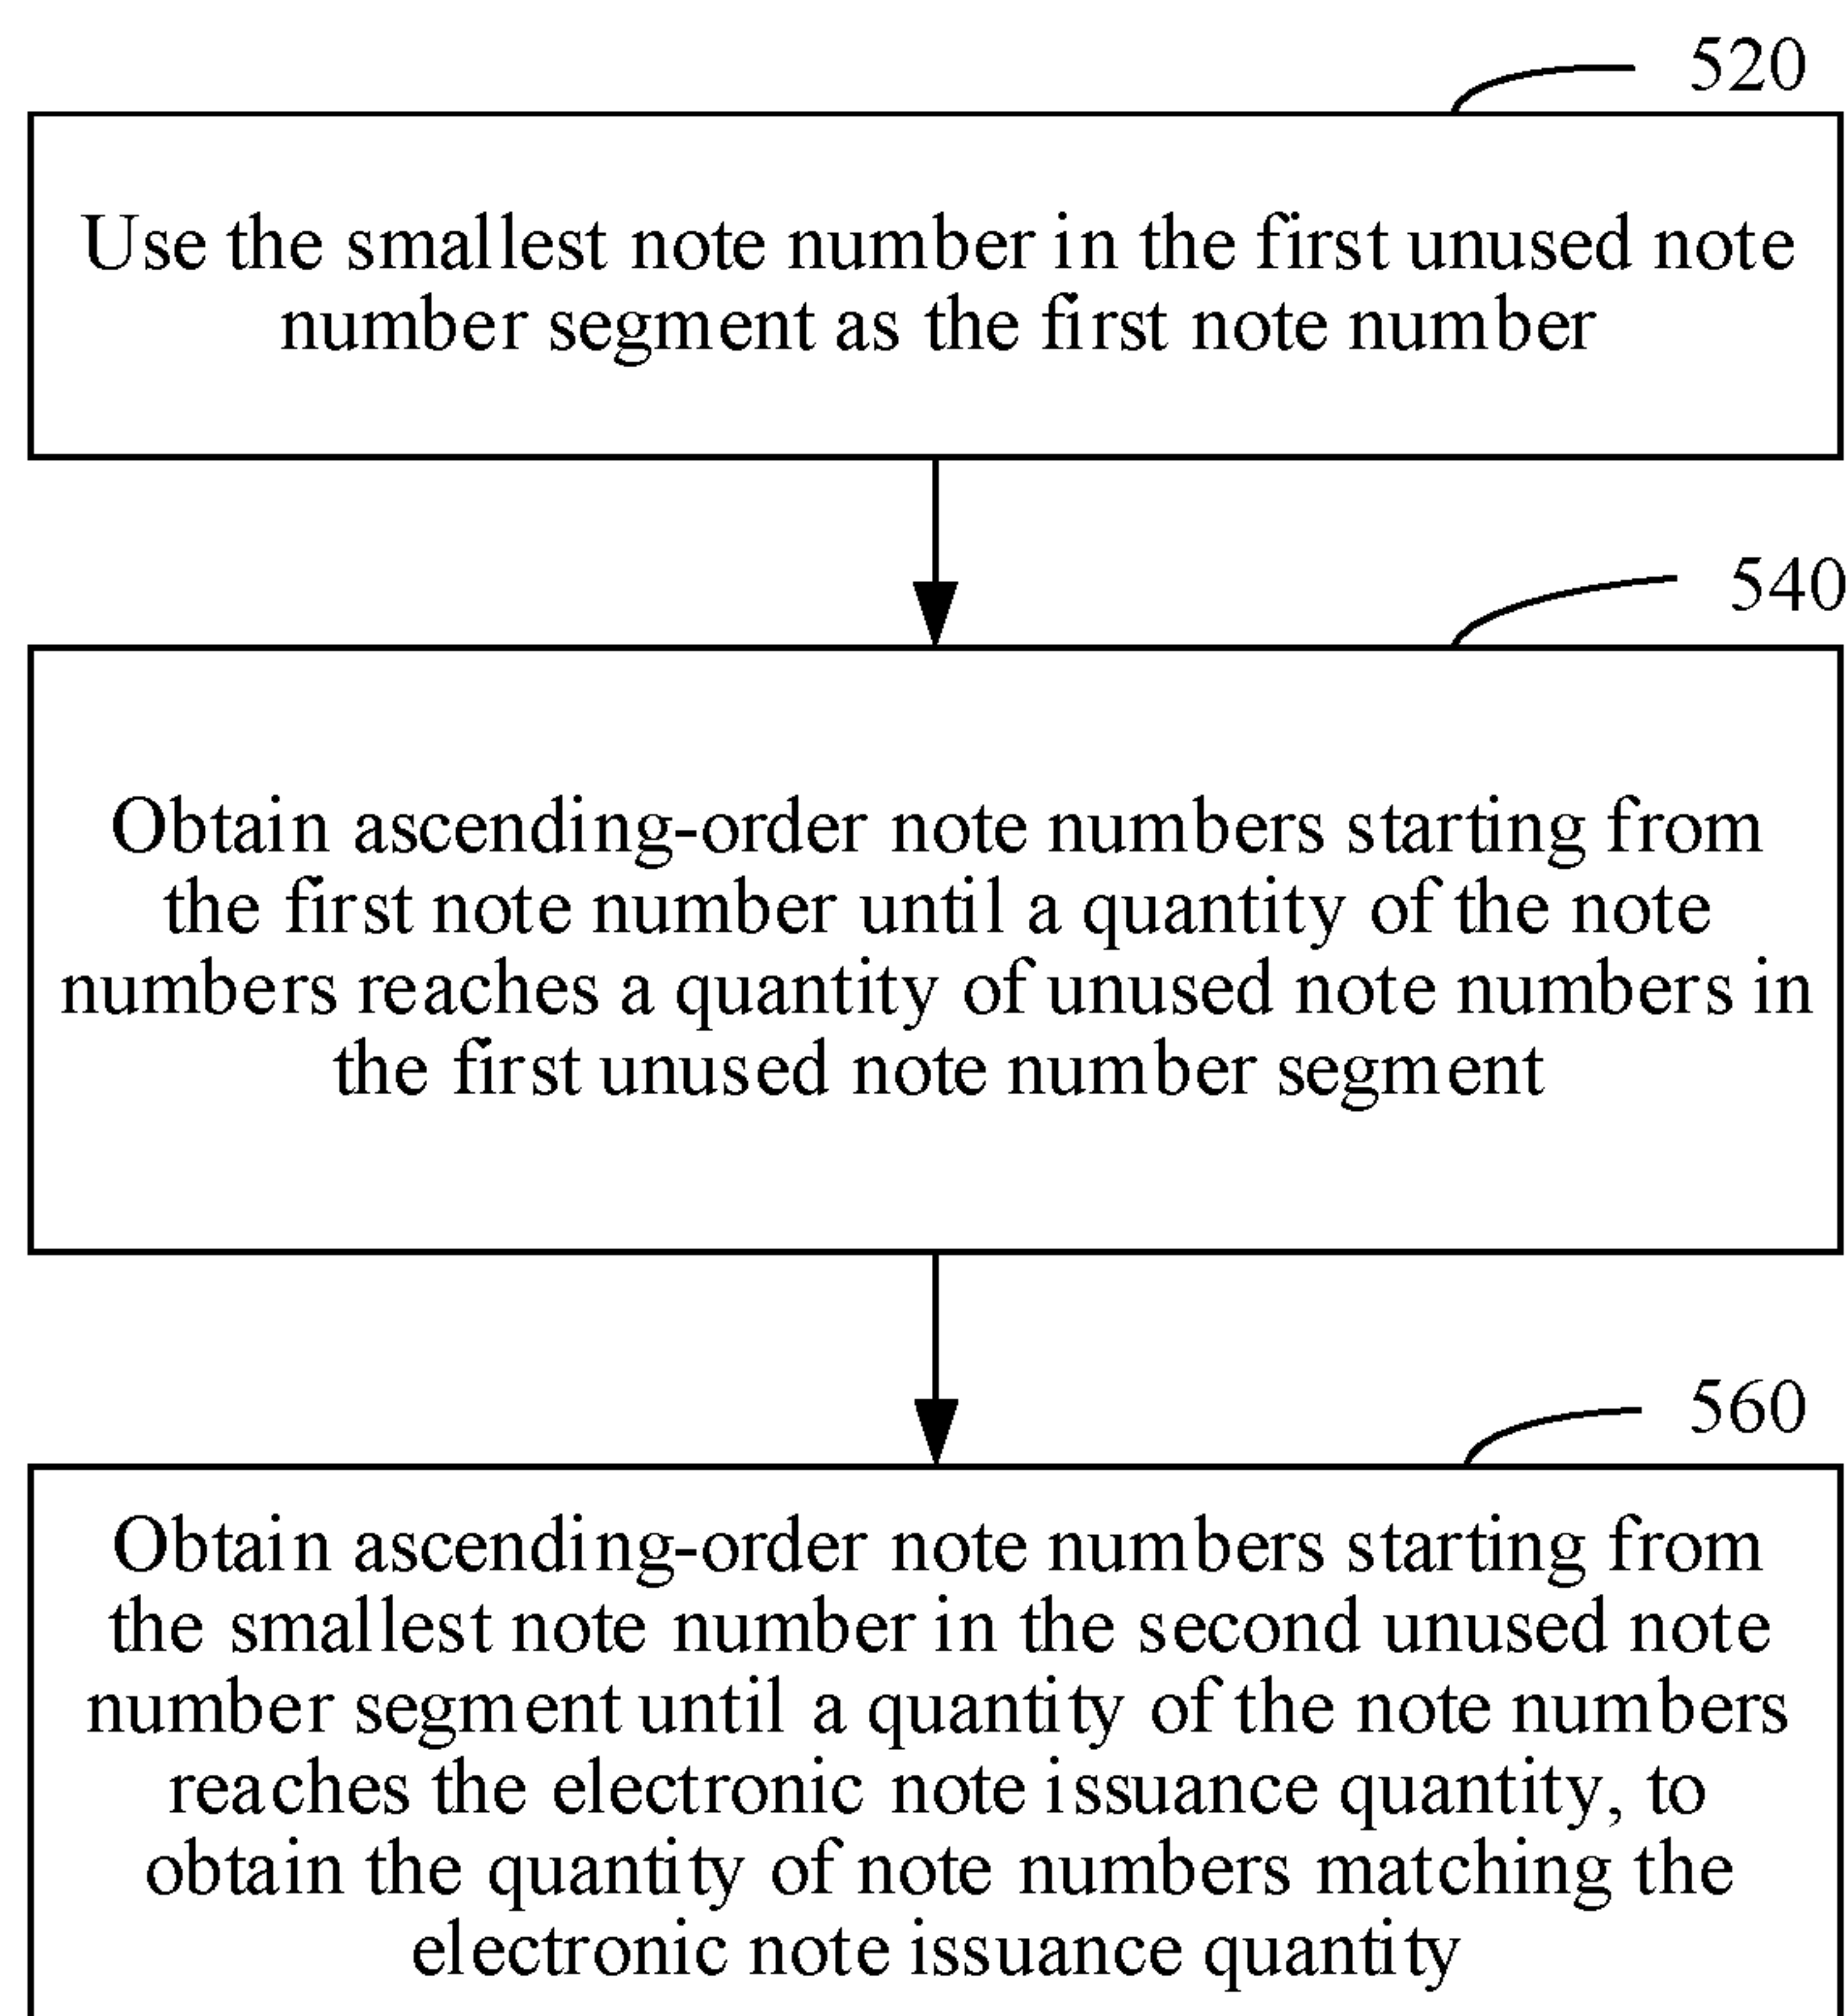 520
Use the smallest note number in the first unused note
number segment as the first note number
540
Obtain ascending-order note numbers starting from
the first note number until a quantity of the note
numbers reaches a quantity of unused note numbers in
the first unused note number segment
560
Obtain ascending-order note numbers starting from
the smallest note number in the second unused note
number segment until a quantity of the note numbers
reaches the electronic note issuance quantity, to
obtain the quantity of note numbers matching the
electronic note issuance quantity